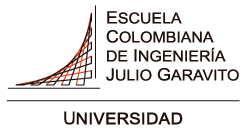 ESCUELA
COLOMBIANA
DE INGENIERÍA
JULIO GARAVITO
UNIVERSIDAD